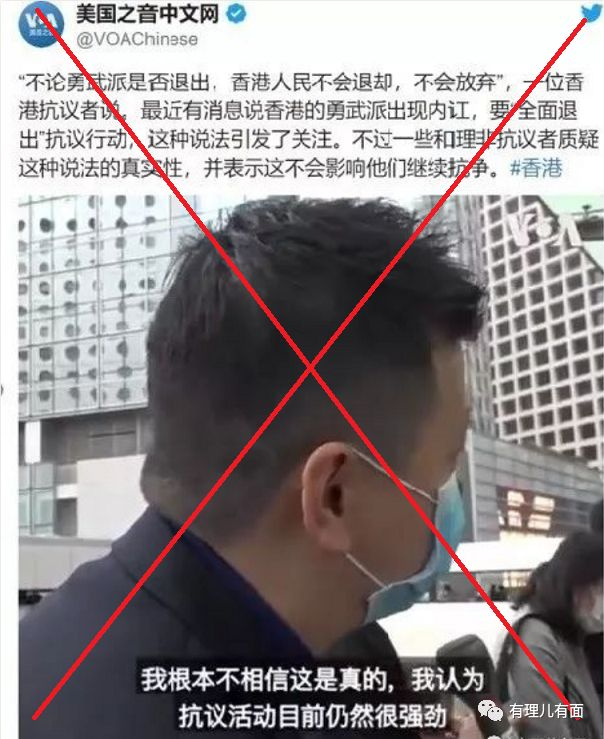 VOA
美国之音
美国之音中文网
@VOAChinese
“不论勇武派是否退出，香港人民不会退却，不会放弃”，一位香
港抗议者说。最近有消息说香港的勇武派出现内讧，要“全面退
出”抗议行动，这种说法引发了关注。不过一些和理非抗议者质疑
这种说法的真实性，并表示这不会影响他们继续抗争。#香港
VOA
我根本不相信这是真的，我认为
抗议活动目前仍然很强劲
有理儿有面